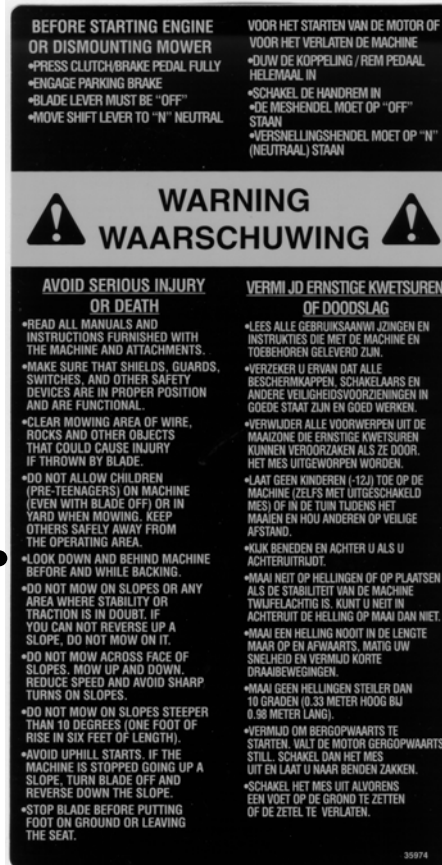 BEFORE STARTING ENGINE
OR DISMOUNTING MOWER
•PRESS CLUTCH/BRAKE PEDAL FULLY
•ENGAGE PARKING BRAKE
•BLADE LEVER MUST BE "OFF"
•MOVE SHIFT LEVER TO "N" NEUTRAL
VOOR HET STARTEN VAN DE MOTOR OF
VOOR HET VERLATEN DE MACHINE
•DUW DE KOPPELING / REM PEDAAL
HELEMAAL IN
•SCHAKEL DE HANDREM IN
•DE MESHENDEL MOET OP "OFF"
STAAN
•VERSNELLINGSHENDEL MOET OP "N"
(NEUTRAAL) STAAN
WARNING
WAARSCHUWING
AVOID SERIOUS INJURY
OR DEATH
•READ ALL MANUALS AND
INSTRUCTIONS FURNISHED WITH
THE MACHINE AND ATTACHMENTS.
•MAKE SURE THAT SHIELDS, GUARDS,
SWITCHES, AND OTHER SAFETY
DEVICES ARE IN PROPER POSITION
AND ARE FUNCTIONAL.
•CLEAR MOWING AREA OF WIRE,
ROCKS AND OTHER OBJECTS
THAT COULD CAUSE INJURY
IF THROWN BY BLADE.
•DO NOT ALLOW CHILDREN
(PRE-TEENAGERS) ON MACHINE
(EVEN WITH BLADE OFF) OR IN
YARD WHEN MOWING. KEEP
OTHERS SAFELY AWAY FROM
THE OPERATING AREA.
•LOOK DOWN AND BEHIND MACHINE
BEFORE AND WHILE BACKING.
•DO NOT MOW ON SLOPES OR ANY
AREA WHERE STABILITY OR
TRACTION IS IN DOUBT. IF
YOU CAN NOT REVERSE UP A
SLOPE, DO NOT MOW ON IT.
•DO NOT MOW ACROSS FACE OF
SLOPES. MOW UP AND DOWN.
REDUCE SPEED AND AVOID SHARP
TURNS ON SLOPES.
•DO NOT MOW ON SLOPES STEEPER
THAN 10 DEGREES (ONE FOOT OF
RISE IN SIX FEET OF LENGTH).
•AVOID UPHILL STARTS. IF THE
MACHINE IS STOPPED GOING UP A
SLOPE, TURN BLADE OFF AND
REVERSE DOWN THE SLOPE.
•STOP BLADE BEFORE PUTTING
FOOT ON GROUND OR LEAVING
THE SEAT.
VERMI JD ERNSTIGE KWETSUREN
OF DOODSLAG
•LEES ALLE GEBRUIKSAANWI JZINGEN EN
INSTRUKTIES DIE MET DE MACHINE EN
TOEBEHOREN GELEVERD ZIJN.
•VERZEKER U ERVAN DAT ALLE
BESCHERMKAPPEN, SCHAKELAARS EN
ANDERE VEILIGHEIDSVOORZIENINGEN IN
GOEDE STAAT ZIJN EN GOED WERKEN.
•VERWIJDER ALLE VOORWERPEN UIT DE
MAAIZONE DIE ERNSTIGE KWETSUREN
KUNNEN VEROORZAKEN ALS ZE DOOR.
HET MES UITGEWORPEN WORDEN.
•LAAT GEEN KINDEREN (-12J) TOE OP DE
MACHINE (ZELFS MET UITGESCHAKELD
MES) OF IN DE TUIN TIJDENS HET
MAAIEN EN HOU ANDEREN OP VEILIGE
AFSTAND.
•KIJK BENEDEN EN ACHTER U ALS U
ACHTERUITRIJDT.
•MAAI NEIT OP HELLINGEN OF OP PLAATSEN
ALS DE STABILITEIT VAN DE MACHINE
TWIJFELACHTIG IS. KUNT U NEIT IN
ACHTERUIT DE HELLING OP MAAI DAN NIET.
•MAAI EEN HELLING NOOIT IN DE LENGTE
MAAR OP EN AFWAARTS, MATIG UW
SNELHEID EN VERMIJD KORTE
DRAAIBEWEGINGEN.
•MAAI GEEN HELLINGEN STEILER DAN
10 GRADEN (0.33 METER HOOG BIJ
0.98 METER LANG).
•VERMIJD OM BERGOPWAARTS TE
STARTEN. VALT DE MOTOR GERGOPWAARTS
STILL. SCHAKEL DAN HET MES
UIT EN LAAT U NAAR BENDEN ZAKKEN.
•SCHAKEL HET MES UIT ALVORENS
EEN VOET OP DE GROND TE ZETTEN
OF DE ZETEL TE VERLATEN.
35974